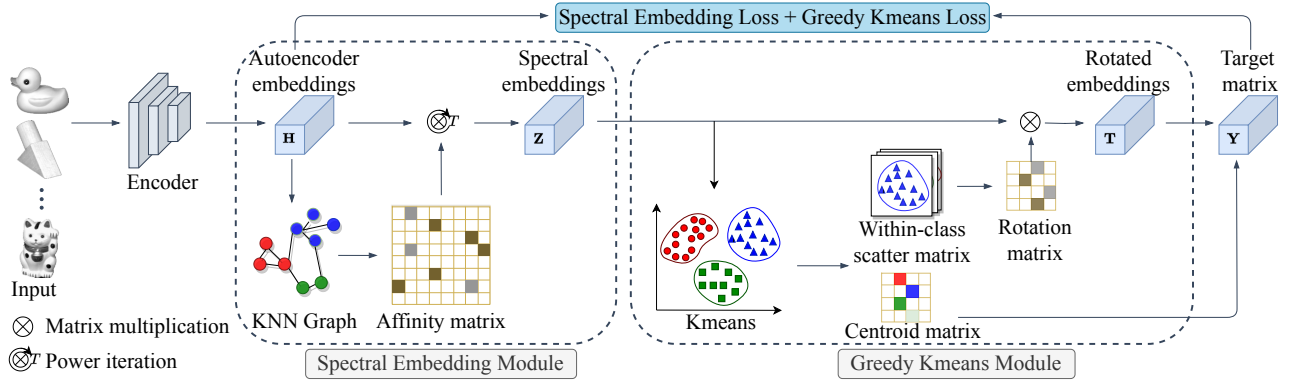 Spectral Embedding Loss + Greedy Kmeans Loss
Autoencoder
embeddings
Spectral
embeddings
Rotated
embeddings
Target
matrix
H
T
Z
T
Y
Encoder
Within-class
scatter matrix
Rotation
matrix
Input
KNN Graph
Affinity matrix
Kmeans
Centroid matrix
Matrix multiplication
T Power iteration
Spectral Embedding Module
Greedy Kmeans Module